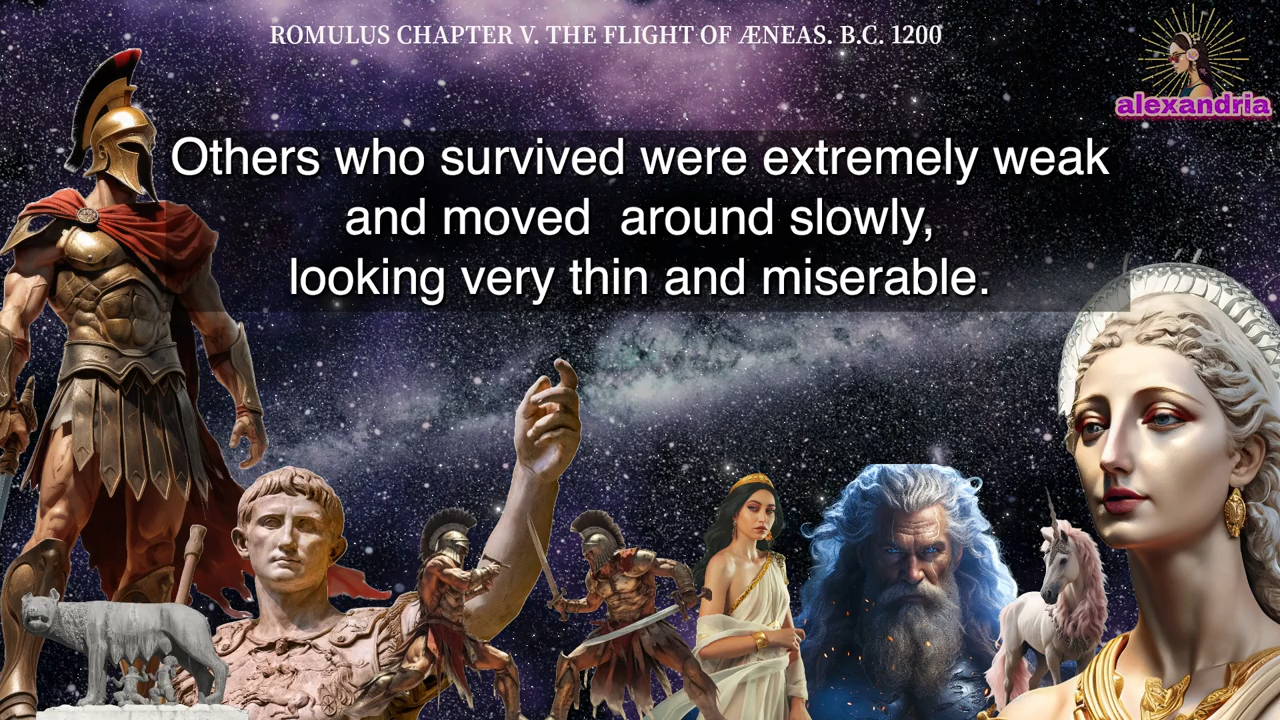 ROMULUS CHAPTER V. THE FLIGHT OF ÆNEAS. B.C. 1200
alexandria
Others who survived were extremely weak
and moved  around slowly,
looking very thin and miserable.